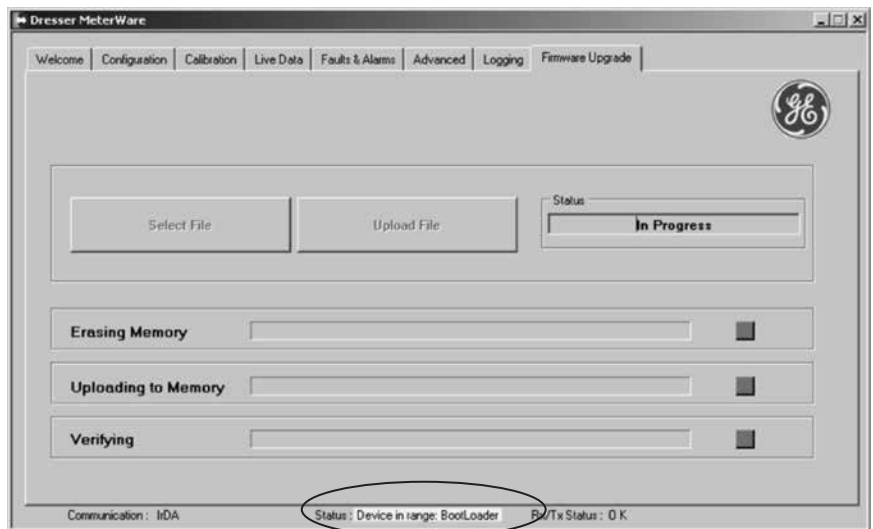 Dresser MeterWare
Welcome Configuration Calibration Live Data Faults & Alarms Advanced Logging Firmware Upgrade
GE
Status
Select File Upload File In Progress
Erasing Memory
Uploading to Memory
Verifying
Communication : IrDA Status : Device in range: BootLoader Rx/Tx Status : O K